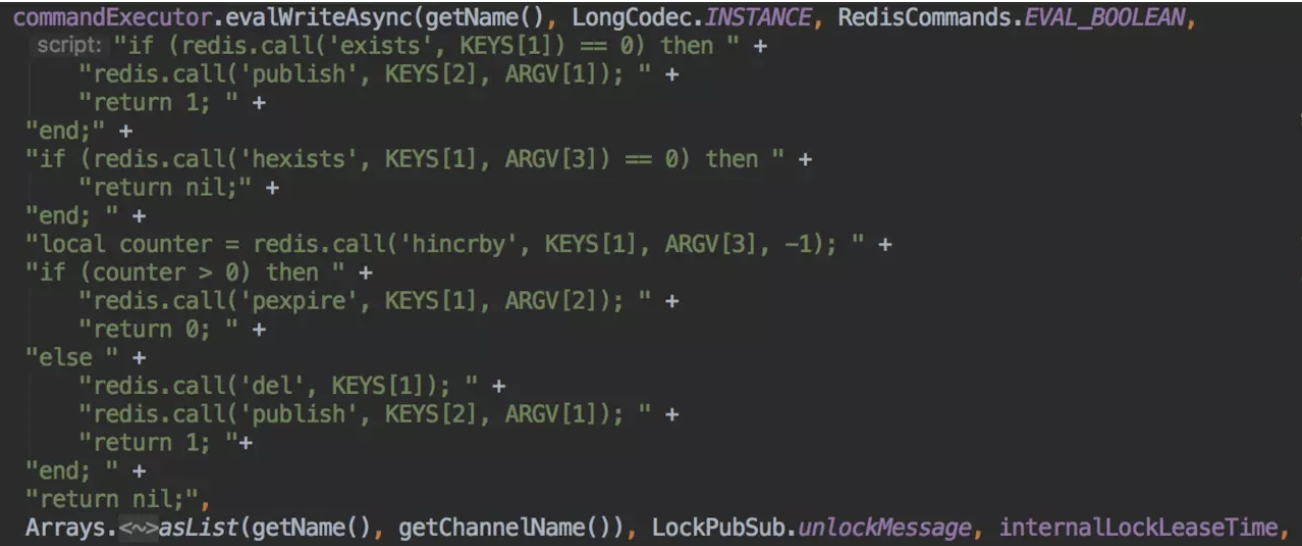 commandExecutor.evalWriteAsync(getName(), LongCodec.INSTANCE, RedisCommands.EVAL_BOOLEAN,
script: "if (redis.call('exists', KEYS[1]) == 0) then " +
"redis.call('publish', KEYS[2], ARGV[1]); " +
"return 1; " +
"end;" +
"if (redis.call('hexists', KEYS[1], ARGV[3]) == 0) then " +
"return nil;" +
"end; " +
"local counter = redis.call('hincrby', KEYS[1], ARGV[3], -1); " +
"if (counter > 0) then " +
"redis.call('pexpire', KEYS[1], ARGV[2]); " +
"return 0; " +
"else " +
"redis.call('del', KEYS[1]); " +
"redis.call('publish', KEYS[2], ARGV[1]); " +
"return 1; "+
"end; " +
"return nil;",
Arrays.<~>asList(getName(), getChannelName()), LockPubSub.unlockMessage, internalLockLeaseTime,